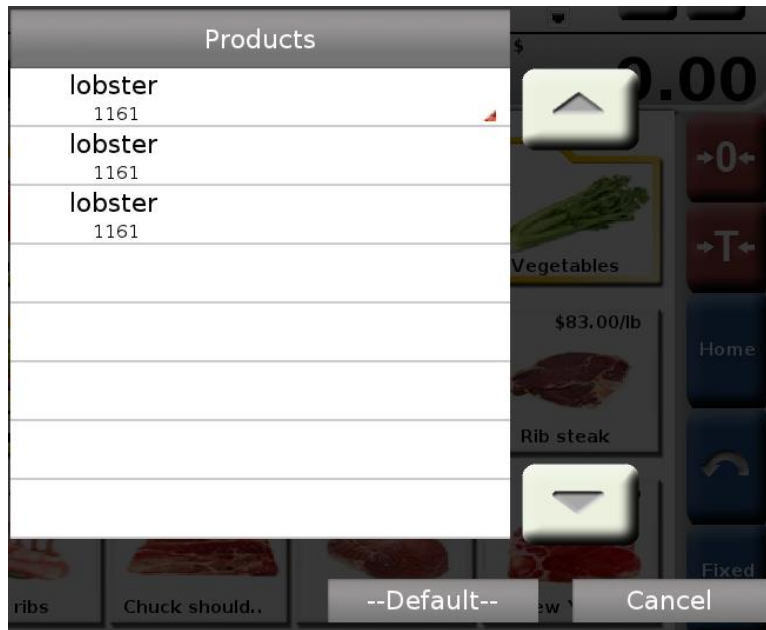 Products
$
0.00
lobster
1161
→0←
lobster
1161
lobster
1161
→T←
Vegetables
$83.00/lb
Home
Rib steak
Fixed
ribs
Chuck should..
--Default--
Cancel